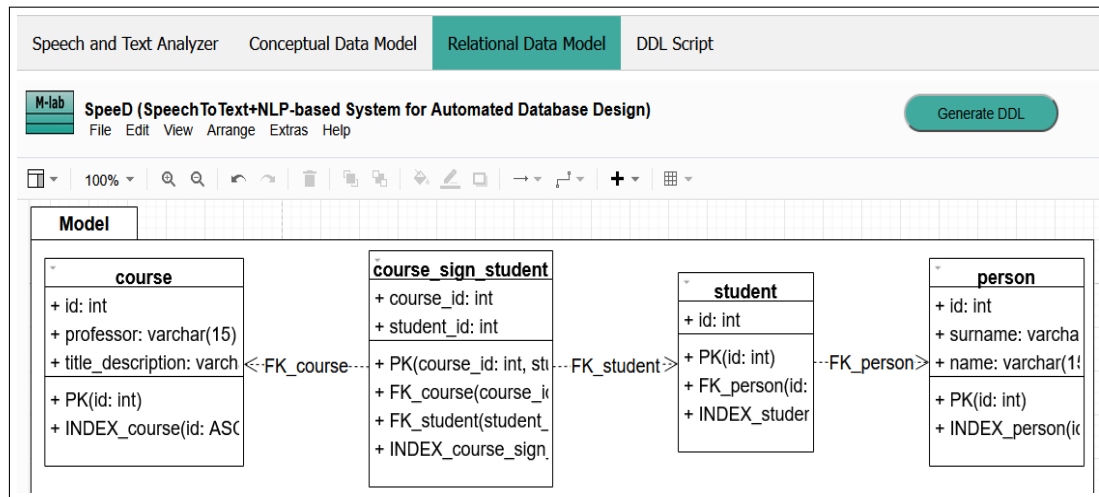 Speech and Text Analyzer Conceptual Data Model Relational Data Model DDL Script
M-lab
SpeeD (SpeechToText+NLP-based System for Automated Database Design)
File Edit View Arrange Extras Help
Generate DDL
100%
Model
course
+ id: int
+ professor: varchar(15)
+ title_description: varch
+ PK(id: int)
+ INDEX_course(id: ASC
FK_course
course_sign_student
+ course_id: int
+ student_id: int
+ PK(course_id: int, stu
+ FK_course(course_id
+ FK_student(student_
+ INDEX_course_sign_
FK_student
student
+ id: int
+ PK(id: int)
+ FK_person(id:
+ INDEX_studen
FK_person
person
+ id: int
+ surname: varcha
+ name: varchar(15
+ PK(id: int)
+ INDEX_person(id